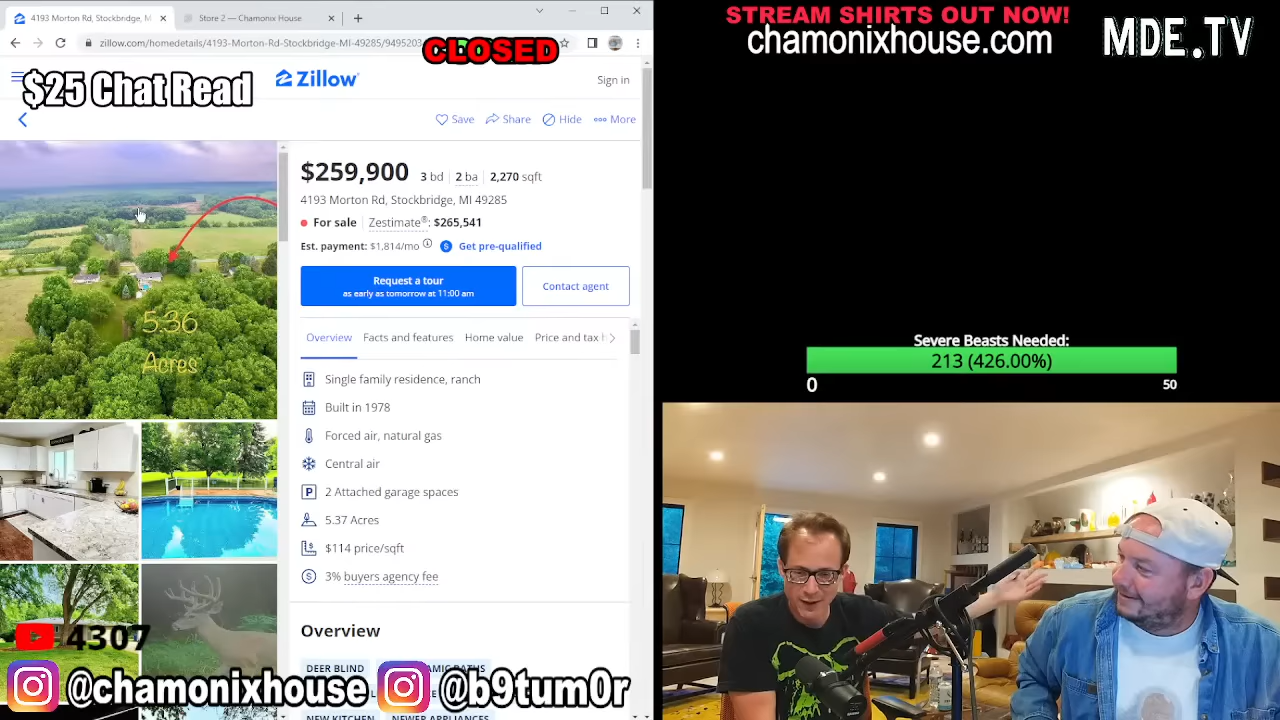 4193 Morton Rd, Stockbridge, M
Store 2 — Chamonix House
zillow.com/homedetails/4193-Morton-Rd-Stockbridge-MI-49285/9495203
CLOSED
$25 Chat Read
Zillow
Sign in
Save
Share
Hide
More
5.36
Acres
$259,900 3 bd 2 ba 2,270 sqft
4193 Morton Rd, Stockbridge, MI 49285
For sale Zestimate®: $265,541
Est. payment: $1,814/mo Get pre-qualified
Request a tour
as early as tomorrow at 11:00 am
Contact agent
Overview Facts and features Home value Price and tax h
Single family residence, ranch
Built in 1978
Forced air, natural gas
Central air
2 Attached garage spaces
5.37 Acres
$114 price/sqft
3% buyers agency fee
Overview
DEER BLIND
NEW KITCHEN NEWER APPLIANCES
4307
@chamonixhouse @b9tum0r
STREAM SHIRTS OUT NOW!
chamonixhouse.com
MDE.TV
Severe Beasts Needed:
213 (426.00%)
0 50